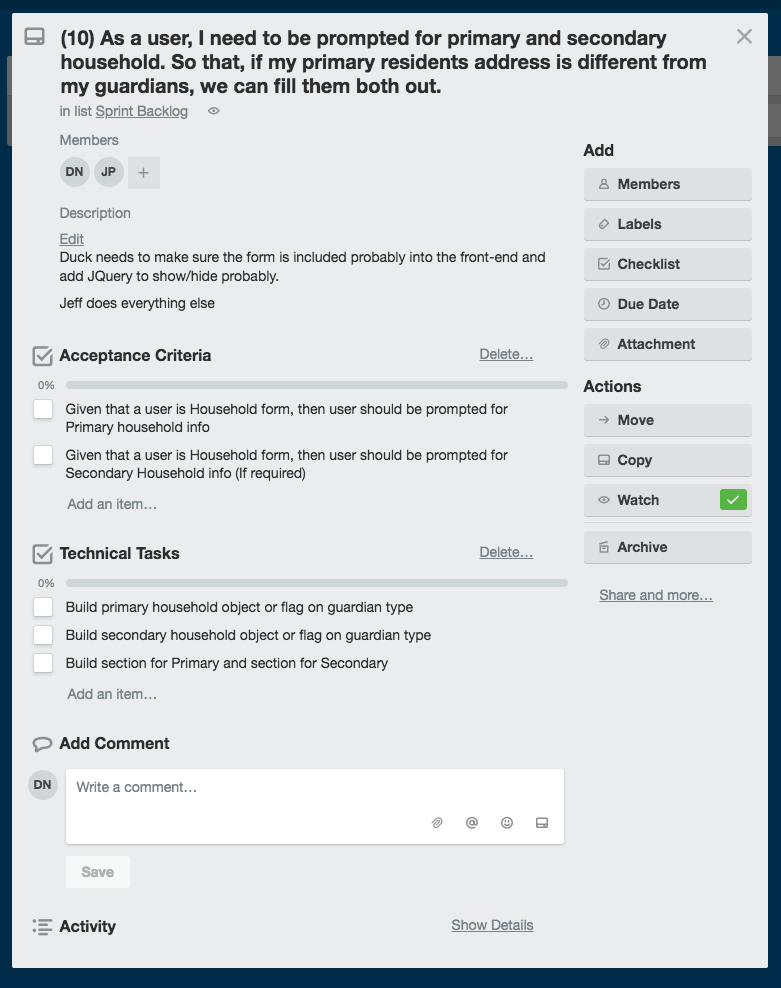 (10) As a user, I need to be prompted for primary and secondary
household. So that, if my primary residents address is different from
my guardians, we can fill them both out.
in list Sprint Backlog
Members
DN JP +
Description
Edit
Duck needs to make sure the form is included probably into the front-end and
add JQuery to show/hide probably.
Jeff does everything else
Acceptance Criteria
Delete…
0%
Given that a user is Household form, then user should be prompted for
Primary household info
Given that a user is Household form, then user should be prompted for
Secondary Household info (If required)
Add an item…
Technical Tasks
Delete…
0%
Build primary household object or flag on guardian type
Build secondary household object or flag on guardian type
Build section for Primary and section for Secondary
Add an item…
Add Comment
DN
Write a comment…
@
Save
Activity
Show Details
Add
Members
Labels
Checklist
Due Date
Attachment
Actions
Move
Copy
Watch
Archive
Share and more…